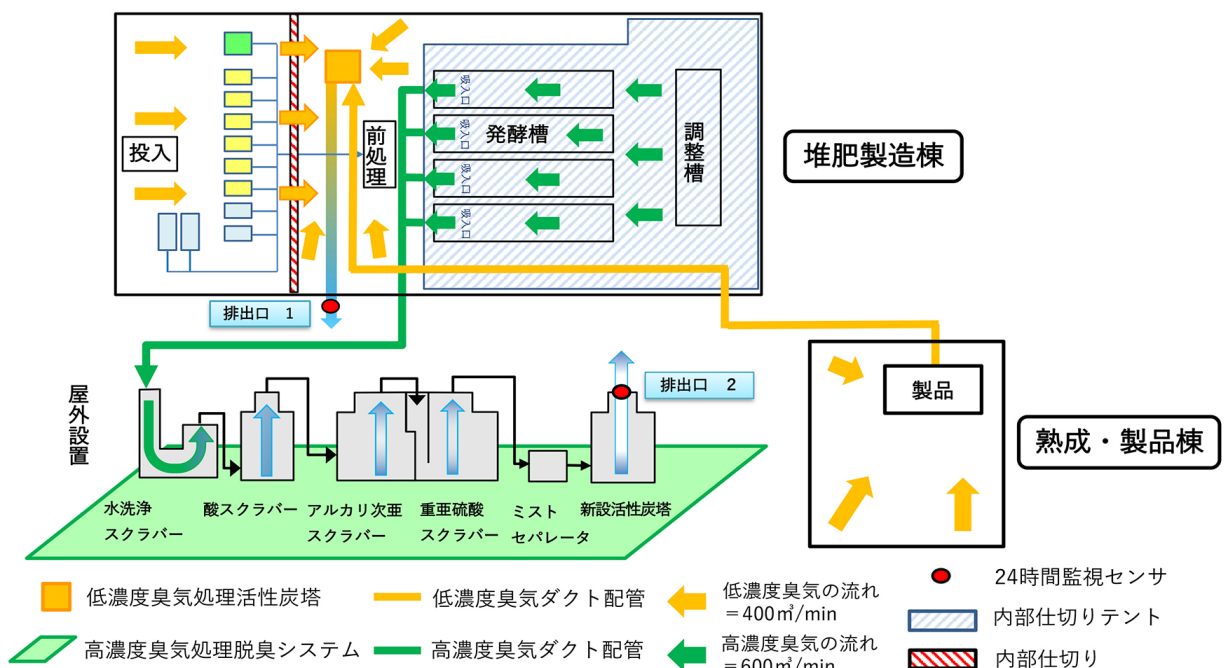 投入
前処理
吸入口
吸入口
発酵槽
吸入口
吸入口
調整槽
堆肥製造棟
排出口 1
製品
熟成・製品棟
屋外設置
排出口 2
水洗浄
スクラバー
酸スクラバー
アルカリ次亜
スクラバー
重亜硫酸
スクラバー
ミスト
セパレータ
新設活性炭塔
低濃度臭気処理活性炭塔
低濃度臭気ダクト配管
低濃度臭気の流れ
＝400㎥/min
24時間監視センサ
内部仕切りテント
高濃度臭気処理脱臭システム
高濃度臭気ダクト配管
高濃度臭気の流れ
＝600㎥/min
内部仕切り